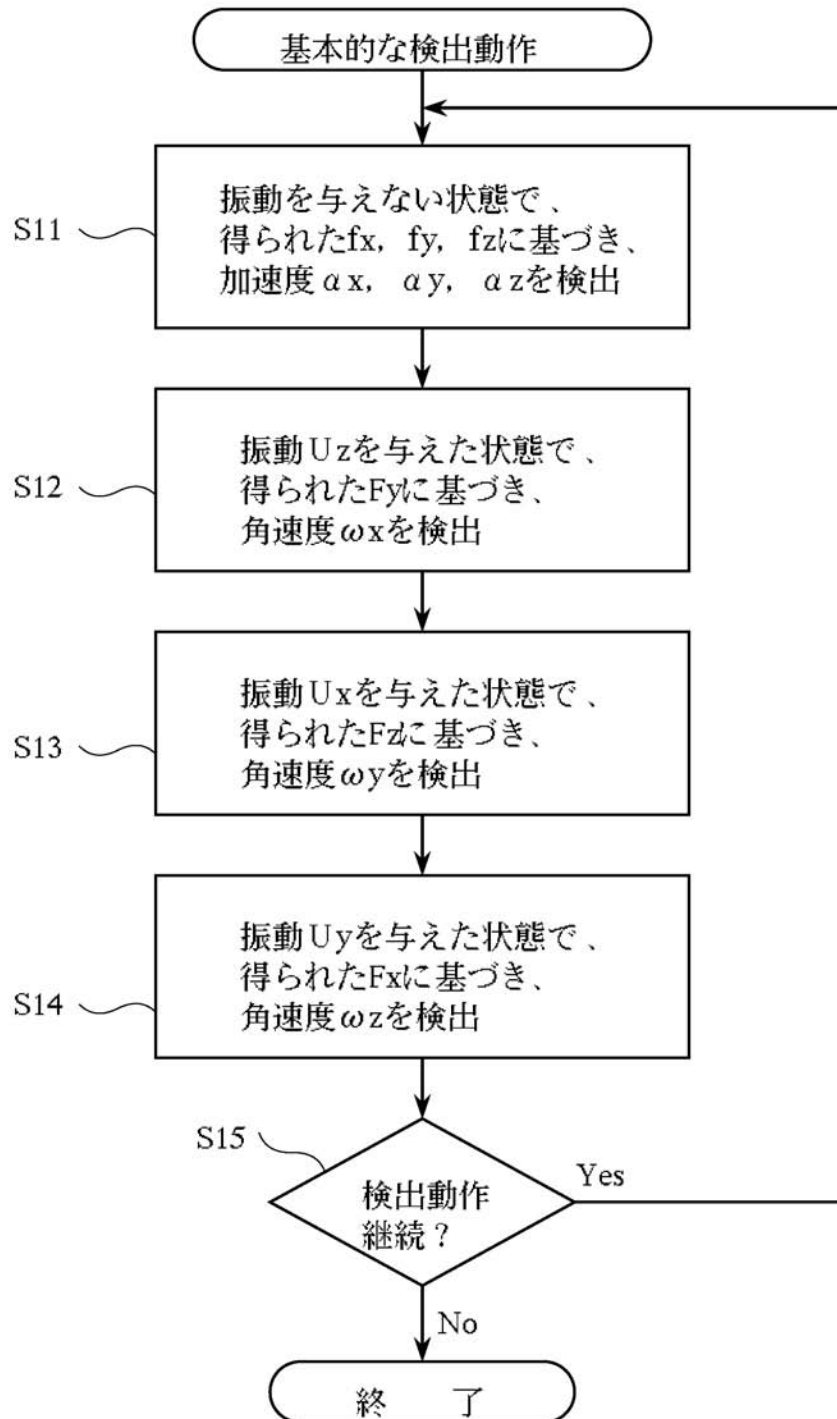 基本的な検出動作
S11
振動を与えない状態で、
得られたfx，fy，fzに基づき、
加速度αx，αy，αzを検出
S12
振動Uzを与えた状態で、
得られたFyに基づき、
角速度ωxを検出
S13
振動Uxを与えた状態で、
得られたFzに基づき、
角速度ωyを検出
S14
振動Uyを与えた状態で、
得られたFxに基づき、
角速度ωzを検出
S15
検出動作
継続？
Yes
No
終　　了